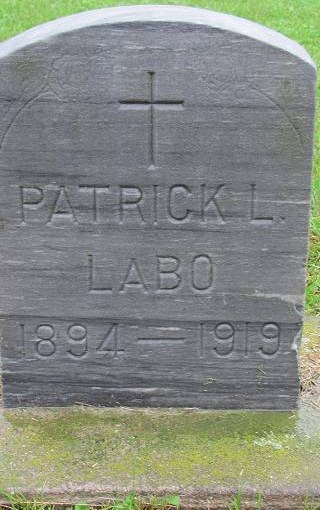 PATRICK L.
LABO
1894 — 1919